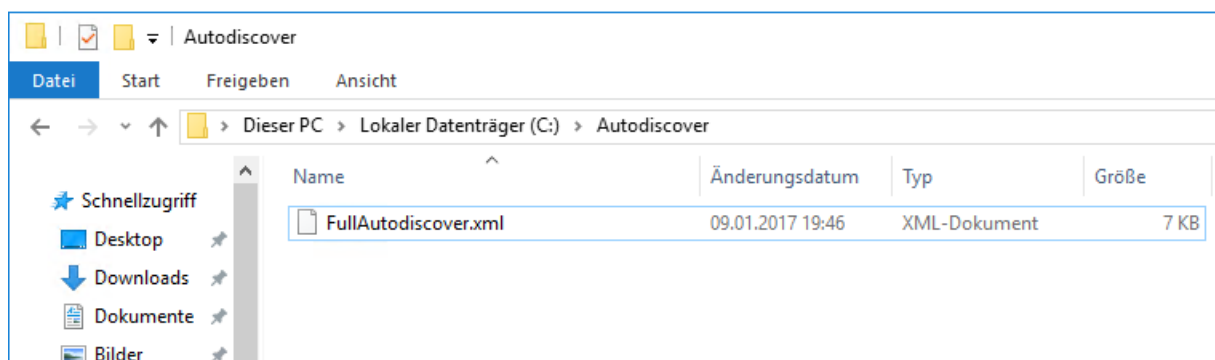 Autodiscover
Datei Start Freigeben Ansicht
Dieser PC > Lokaler Datenträger (C:) > Autodiscover
Name Änderungsdatum Typ Größe
Schnellzugriff
FullAutodiscover.xml 09.01.2017 19:46 XML-Dokument 7 KB
Desktop
Downloads
Dokumente
Bilder